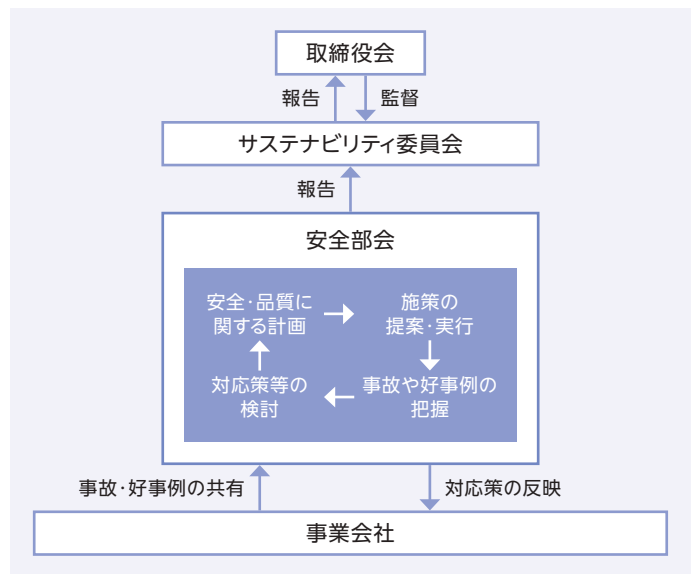 取締役会
報告
監督
サステナビリティ委員会
報告
安全部会
安全・品質に
関する計画
施策の
提案・実行
対応策等の
検討
事故や好事例の
把握
事故・好事例の共有
対応策の反映
事業会社